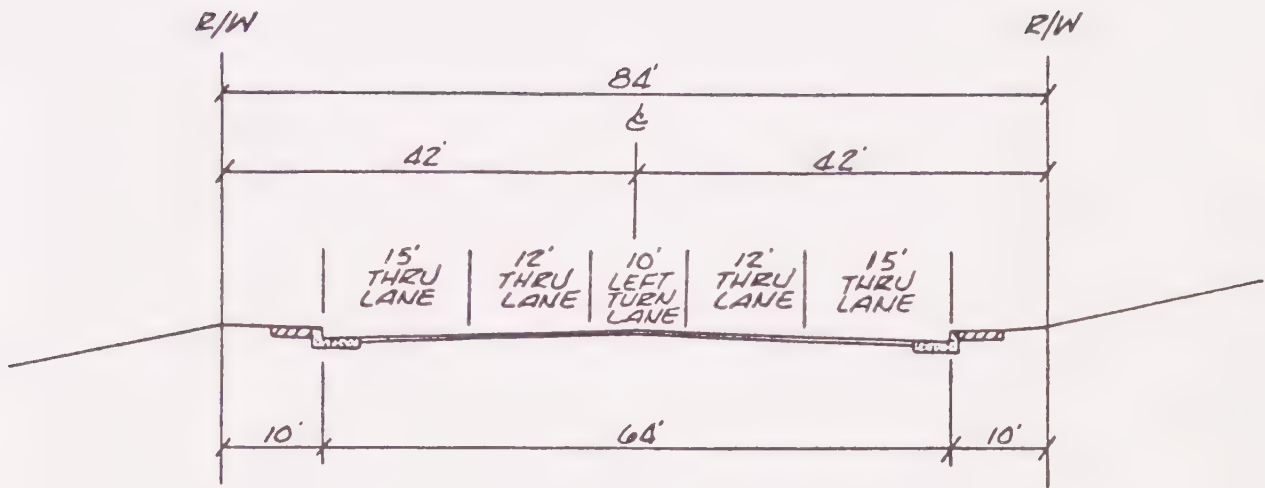 R/W
R/W
84'
℄
42'
42'
15'
THRU
LANE
12'
THRU
LANE
10'
LEFT
TURN
LANE
12'
THRU
LANE
15'
THRU
LANE
10'
64'
10'